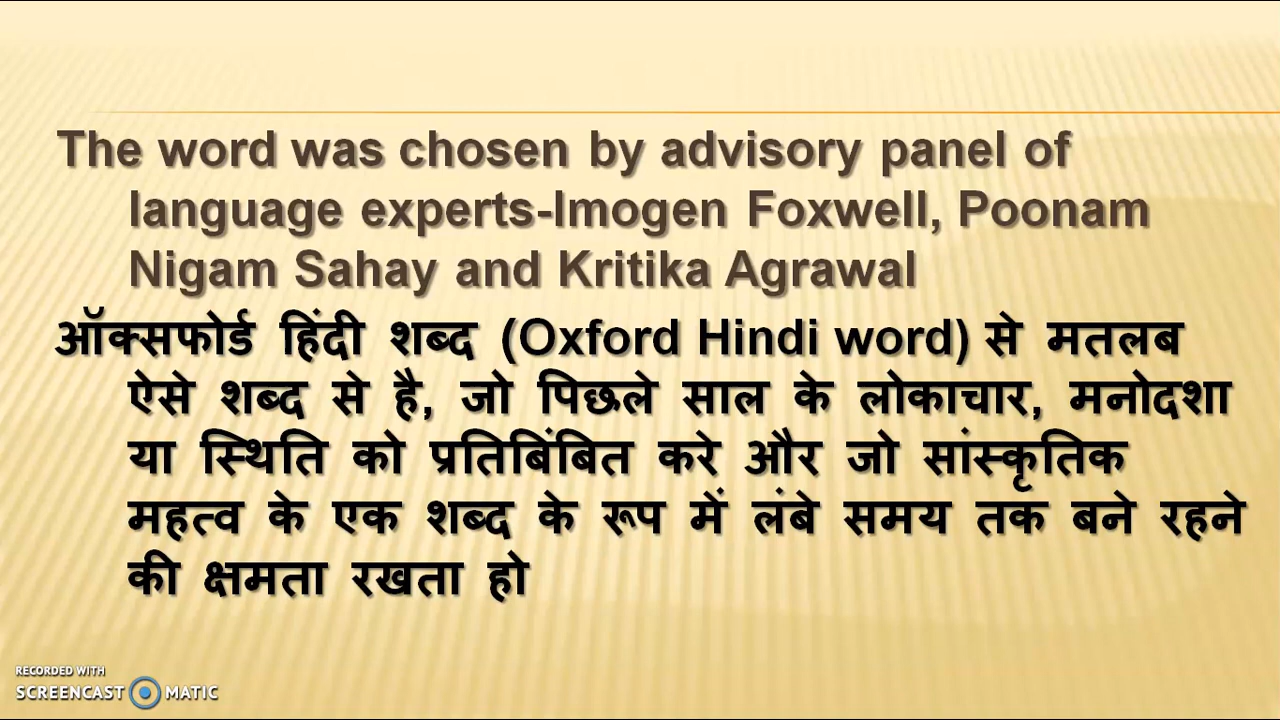 The word was chosen by advisory panel of
language experts-Imogen Foxwell, Poonam
Nigam Sahay and Kritika Agrawal
ऑक्सफोर्ड हिंदी शब्द (Oxford Hindi word) से मतलब
ऐसे शब्द से है, जो पिछले साल के लोकाचार, मनोदशा
या स्थिति को प्रतिबिंबित करे और जो सांस्कृतिक
महत्व के एक शब्द के रूप में लंबे समय तक बने रहने
की क्षमता रखता हो
RECORDED WITH
SCREENCAST MATIC